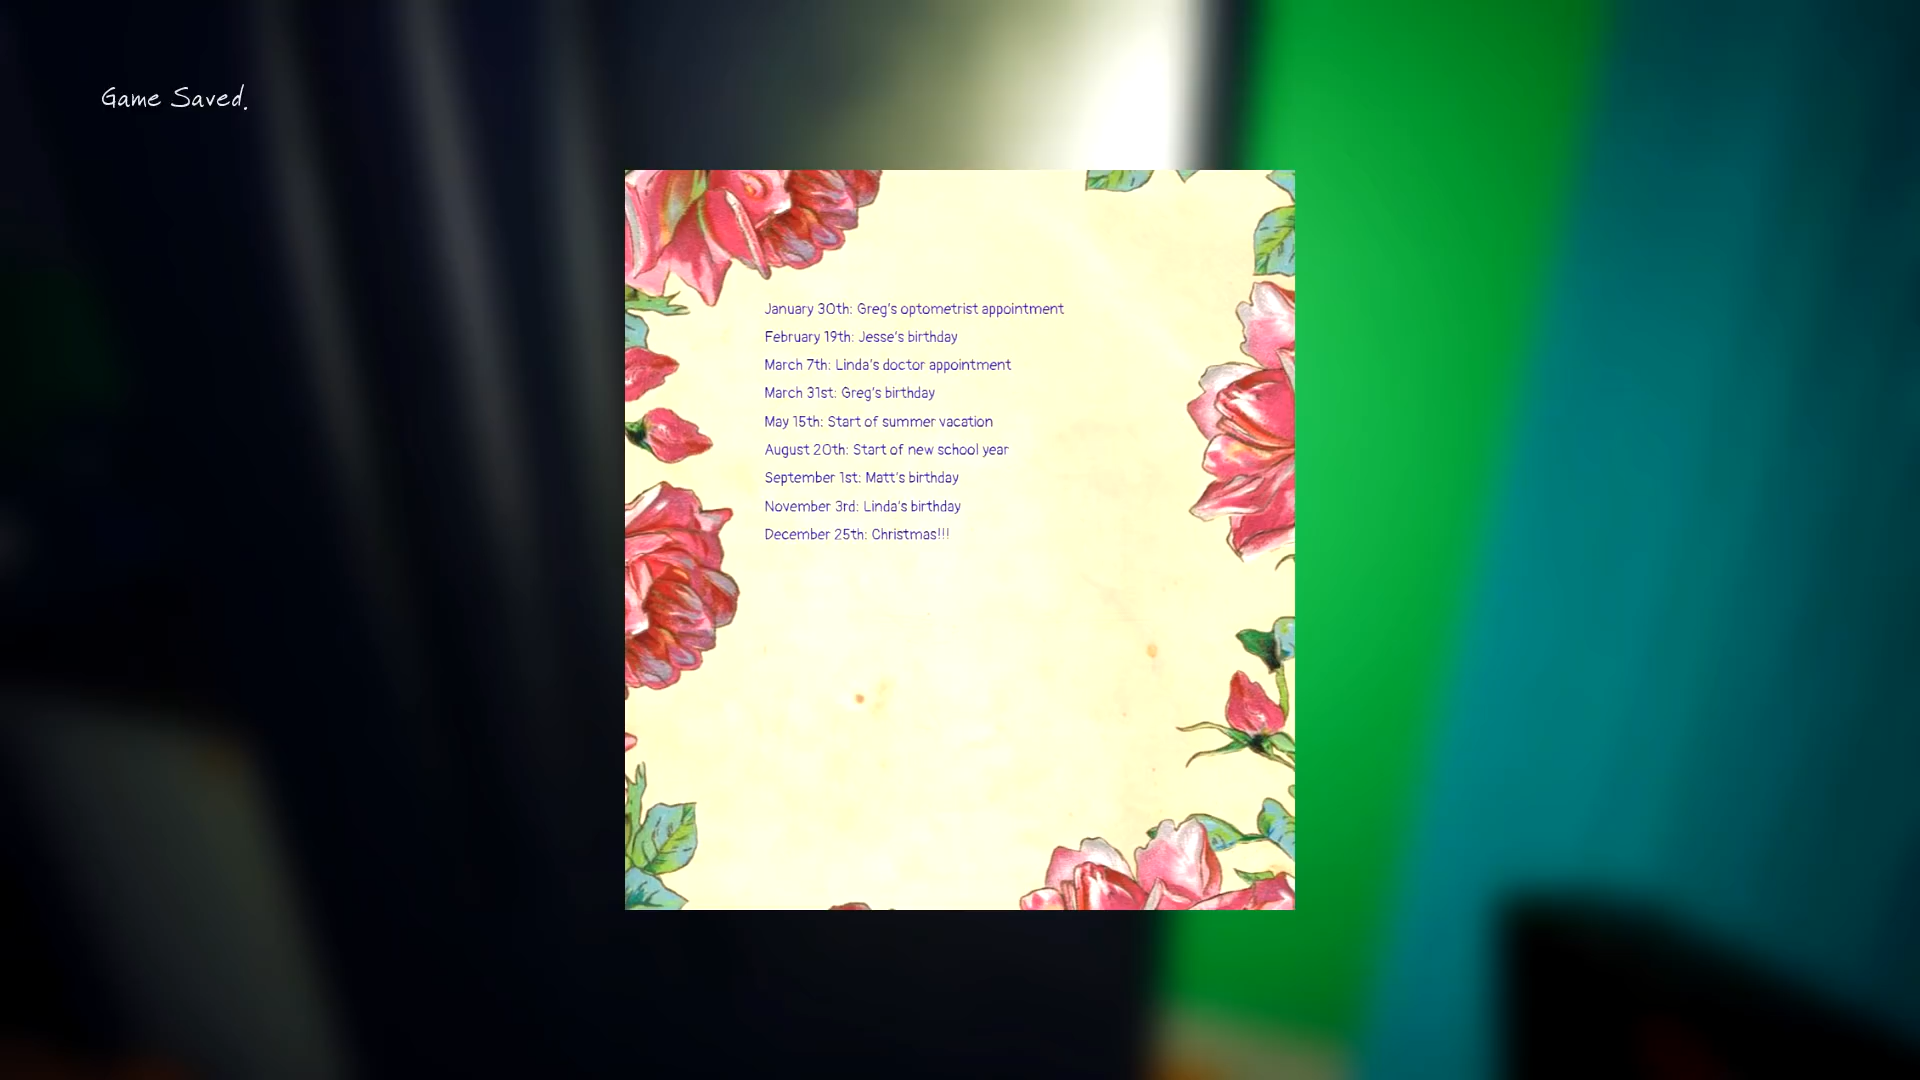 Game Saved.
January 30th: Greg's optometrist appointment
February 19th: Jesse's birthday
March 7th: Linda's doctor appointment
March 31st: Greg's birthday
May 15th: Start of summer vacation
August 20th: Start of new school year
September 1st: Matt's birthday
November 3rd: Linda's birthday
December 25th: Christmas!!!